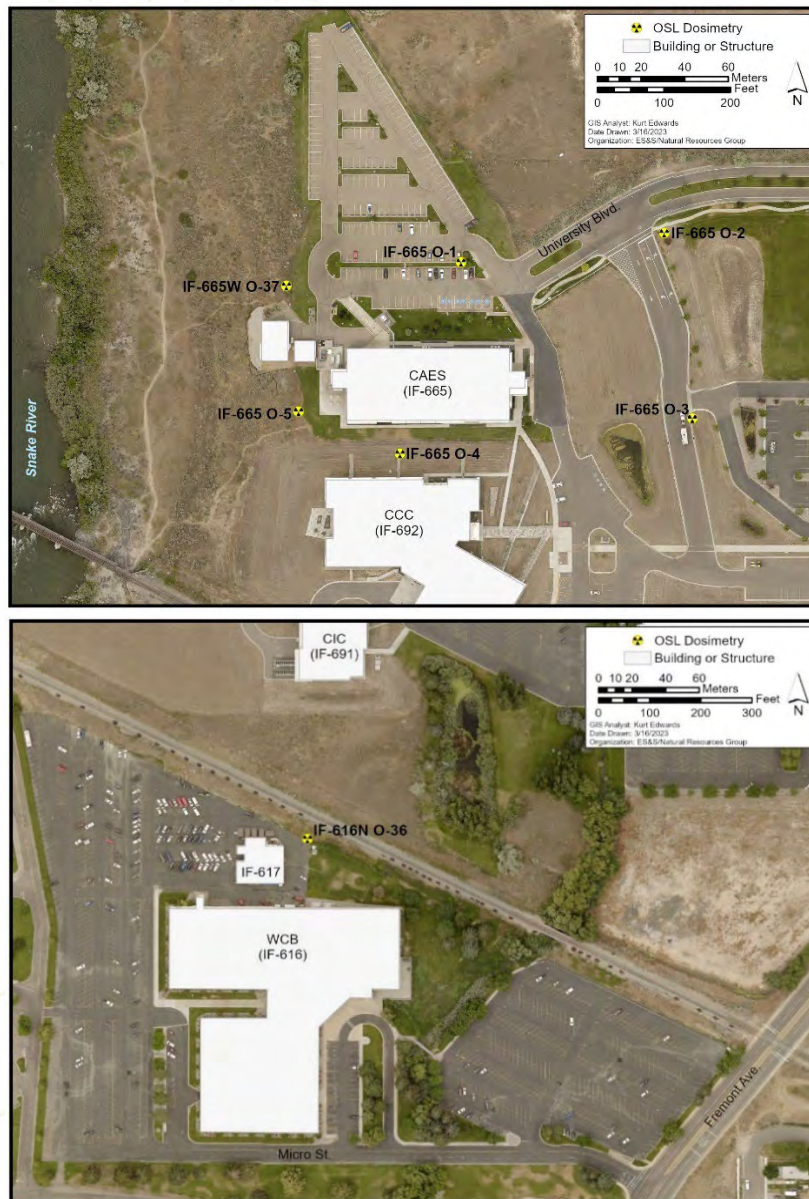 OSL Dosimetry
Building or Structure
0 10 20 40 60
Meters
Feet
0 100 200
N
GIS Analyst: Kurt Edwards
Date Drawn: 3/16/2023
Organization: ES&S/Natural Resources Group
University Blvd.
IF-665 O-2
IF-665 O-1
IF-665W O-37
CAES
(IF-665)
IF-665 O-5
IF-665 O-3
IF-665 O-4
Snake River
CCC
(IF-692)
CIC
(IF-691)
OSL Dosimetry
Building or Structure
0 10 20 40 60
Meters
Feet
0 100 200 300
N
GIS Analyst: Kurt Edwards
Date Drawn: 3/16/2023
Organization: ES&S/Natural Resources Group
IF-616N O-36
IF-617
WCB
(IF-616)
Fremont Ave.
Micro St.